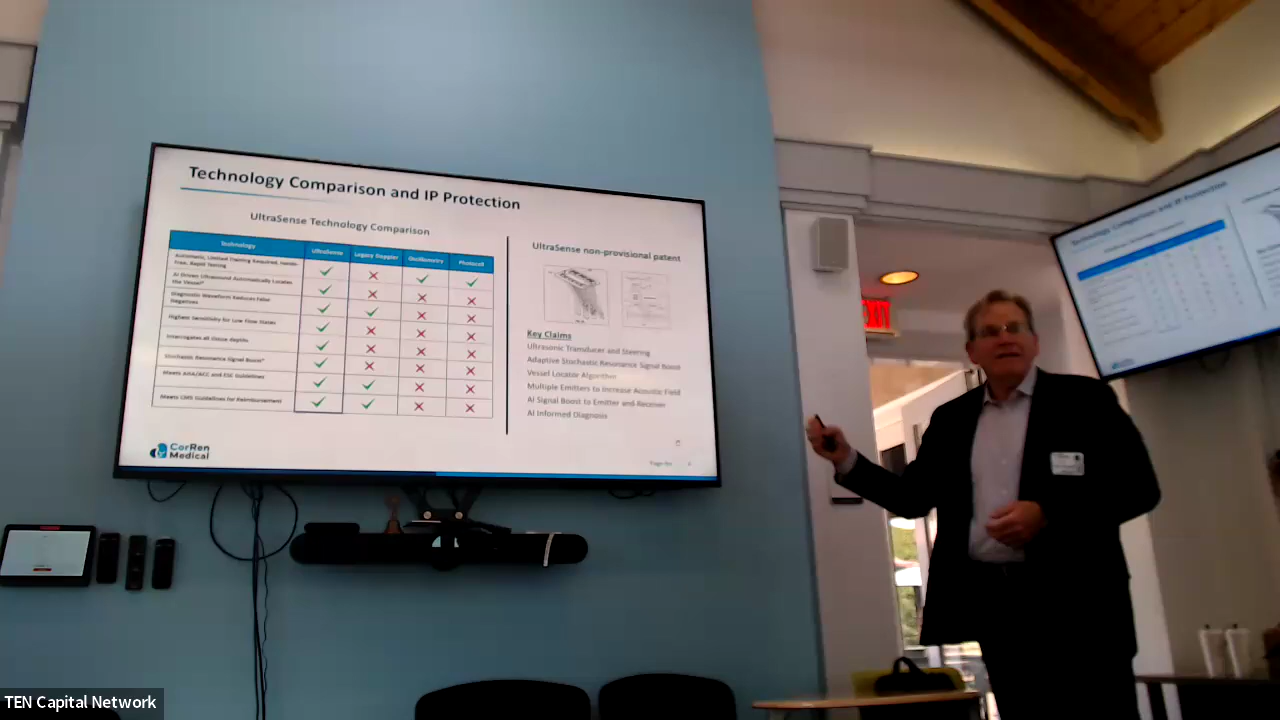 Technology Comparison and IP Protection
UltraSense Technology Comparison
Technology UltraSense Legacy Doppler Oscillometry Photocell
Automatic, Limited Training Required, Hands-
Free, Rapid Testing
AI Driven Ultrasound Automatically Locates
the Vessel*
Diagnostic Waveform Reduces False
Negatives
Highest Sensitivity for Low Flow States
Interrogates all tissue depths
Stochastic Resonance Signal Boost*
Meets AHA/ACC and ESC Guidelines
Meets CMS Guidelines for Reimbursement
UltraSense non-provisional patent
Key Claims
Ultrasonic Transducer and Steering
Adaptive Stochastic Resonance Signal Boost
Vessel Locator Algorithm
Multiple Emitters to Increase Acoustic Field
AI Signal Boost to Emitter and Receiver
AI Informed Diagnosis
CorRen
Medical
Technology Comparison and IP Protection
EXIT
TEN Capital Network